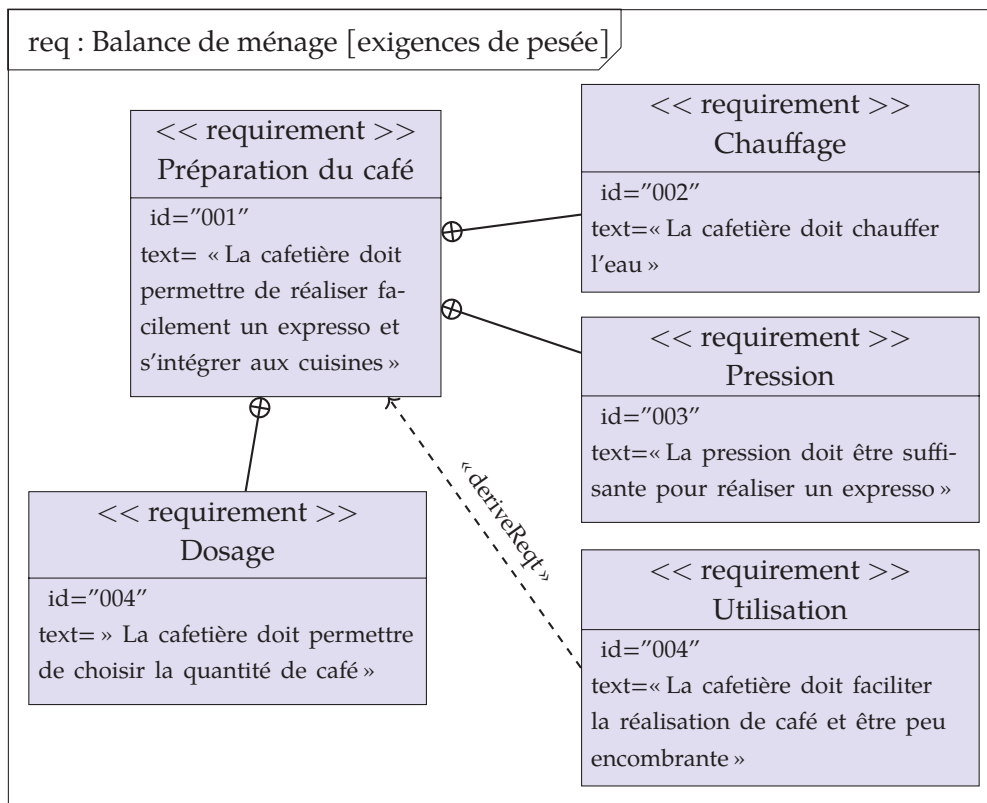 req : Balance de ménage [exigences de pesée]
<< requirement >>
Préparation du café
id=”001”
text= « La cafetière doit
permettre de réaliser fa-
cilement un expresso et
s’intégrer aux cuisines »
<< requirement >>
Chauffage
id=”002”
text=« La cafetière doit chauffer
l’eau »
<< requirement >>
Pression
id=”003”
text=« La pression doit être suffi-
sante pour réaliser un expresso »
« deriveReqt »
<< requirement >>
Dosage
id=”004”
text= » La cafetière doit permettre
de choisir la quantité de café »
<< requirement >>
Utilisation
id=”004”
text=« La cafetière doit faciliter
la réalisation de café et être peu
encombrante »